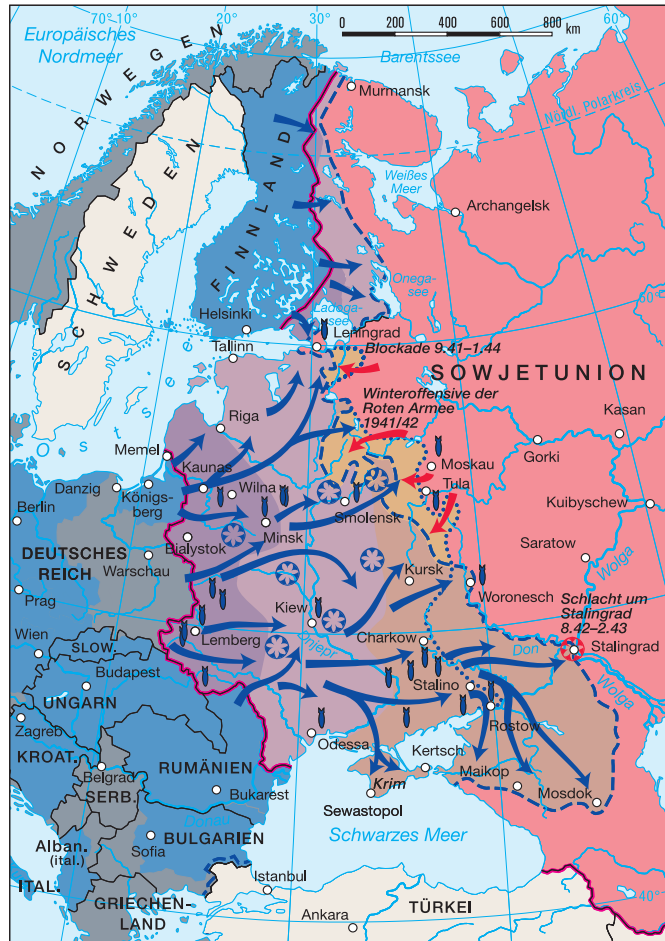 70°
10°
20°
30°
0
200
400
600
800
km
Europäisches
Nordmeer
Barentssee
Murmansk
Nördl. Polarkreis
NORWEGEN
SCHWEDEN
FINNLAND
Weißes
Meer
Archangelsk
Onega-
see
Ladoga-
see
60°
Helsinki
Tallinn
Leningrad
Blockade 9.41–1.44
SOWJETUNION
Ostsee
Winteroffensive der
Roten Armee
1941/42
Riga
Kasan
Memel
Gorki
Moskau
Kaunas
Tula
Danzig
Königs-
berg
Wilna
Smolensk
Kuibyschew
Berlin
Minsk
Bialystok
DEUTSCHES
REICH
Saratow
Warschau
Wolga
Kursk
Prag
Woronesch
Schlacht um
Stalingrad
8.42–2.43
Kiew
Lemberg
Wien
Charkow
Dnjepr
Don
Stalingrad
SLOW.
Budapest
Stalino
Wolga
UNGARN
Rostow
Zagreb
Odessa
Kertsch
KROAT.
RUMÄNIEN
Belgrad
Maikop
Krim
SERB.
Bukarest
Mosdok
Sewastopol
Donau
Schwarzes Meer
Alban.
(ital.)
BULGARIEN
Sofia
ITAL.
Istanbul
GRIECHEN-
LAND
TÜRKEI
40°
Ankara